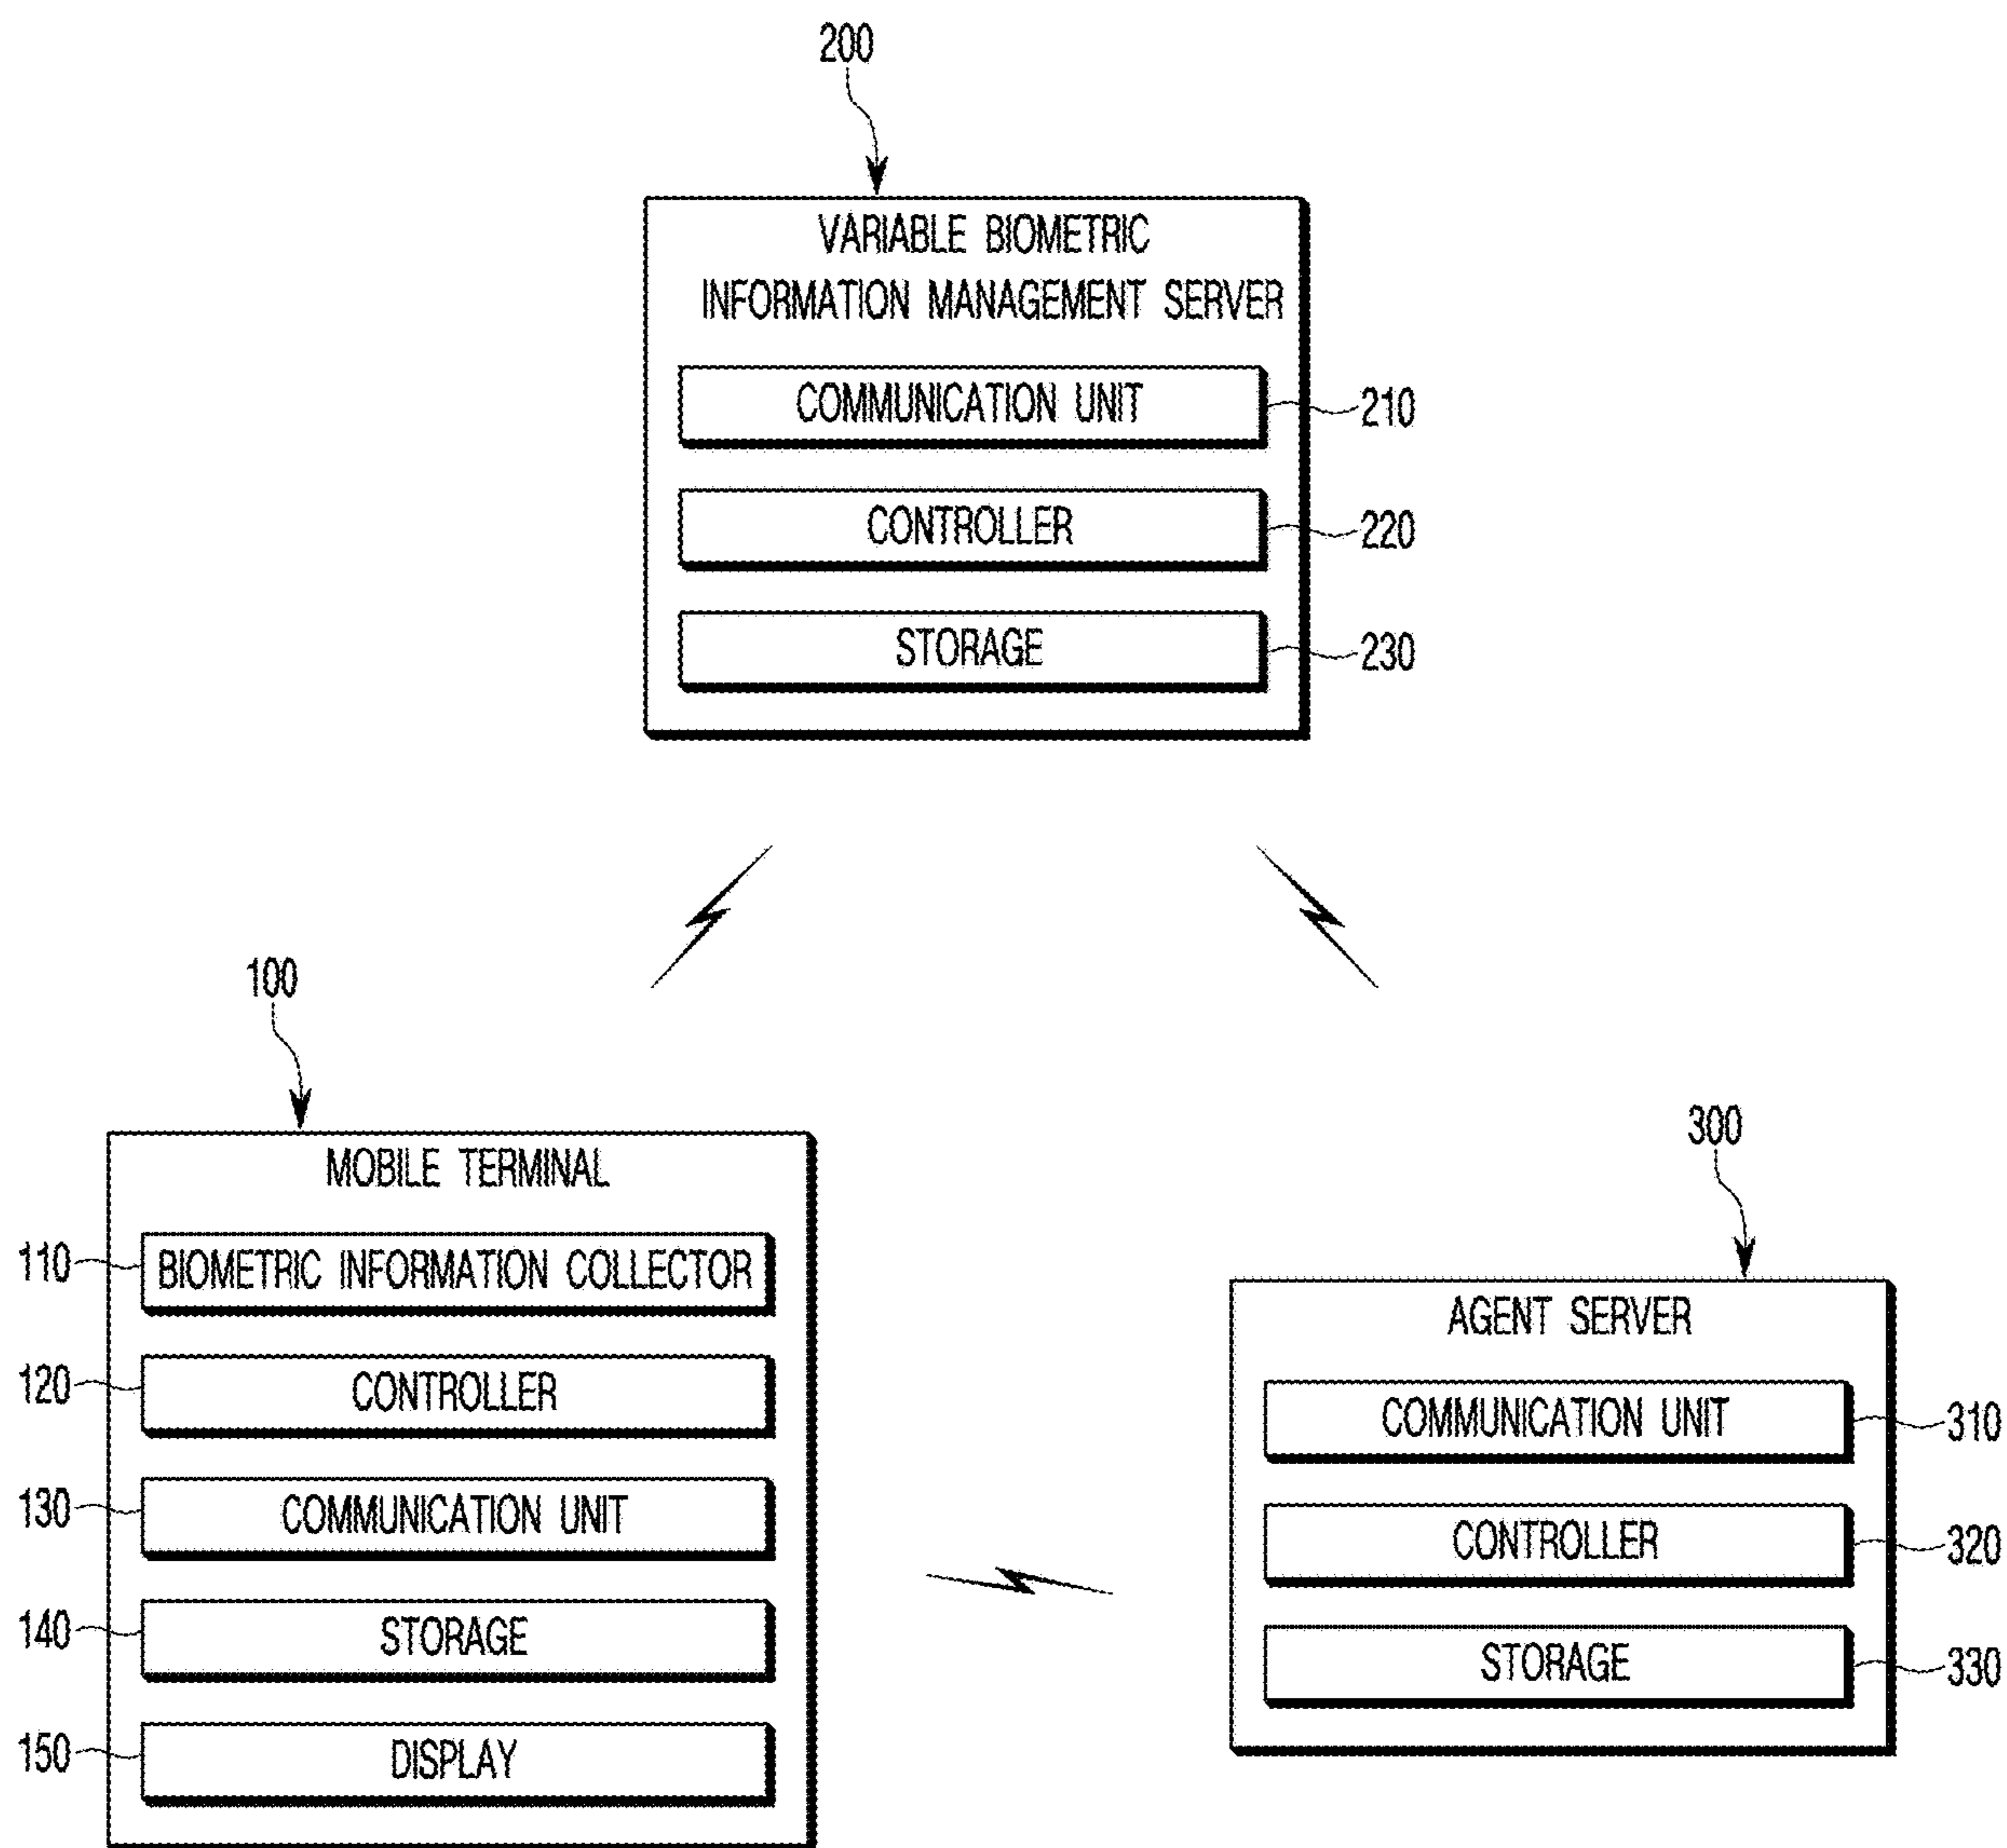 200
VARIABLE BIOMETRIC
INFORMATION MANAGEMENT SERVER
COMMUNICATION UNIT
210
CONTROLLER
220
STORAGE
230
100
MOBILE TERMINAL
110
BIOMETRIC INFORMATION COLLECTOR
120
CONTROLLER
130
COMMUNICATION UNIT
140
STORAGE
150
DISPLAY
300
AGENT SERVER
COMMUNICATION UNIT
310
CONTROLLER
320
STORAGE
330